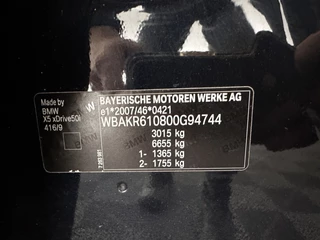 BAYERISCHE MOTOREN WERKE AG
e1*2007/46*0421
WBAKR610800G94744
3015 kg
6655 kg
1- 1365 kg
2- 1755 kg
Made by
BMW
X5 xDrive50i
416/9